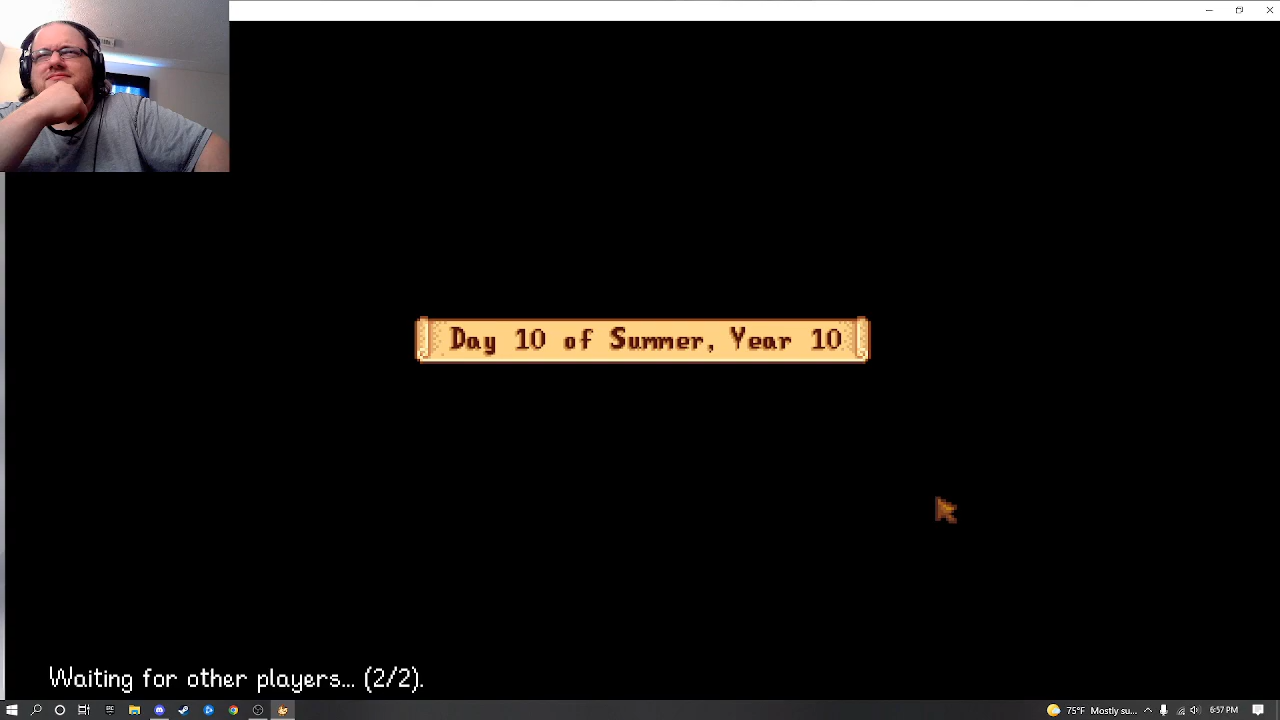 Day 10 of Summer, Year 10
Waiting for other players... (2/2).
75°F Mostly su...
6:57 PM